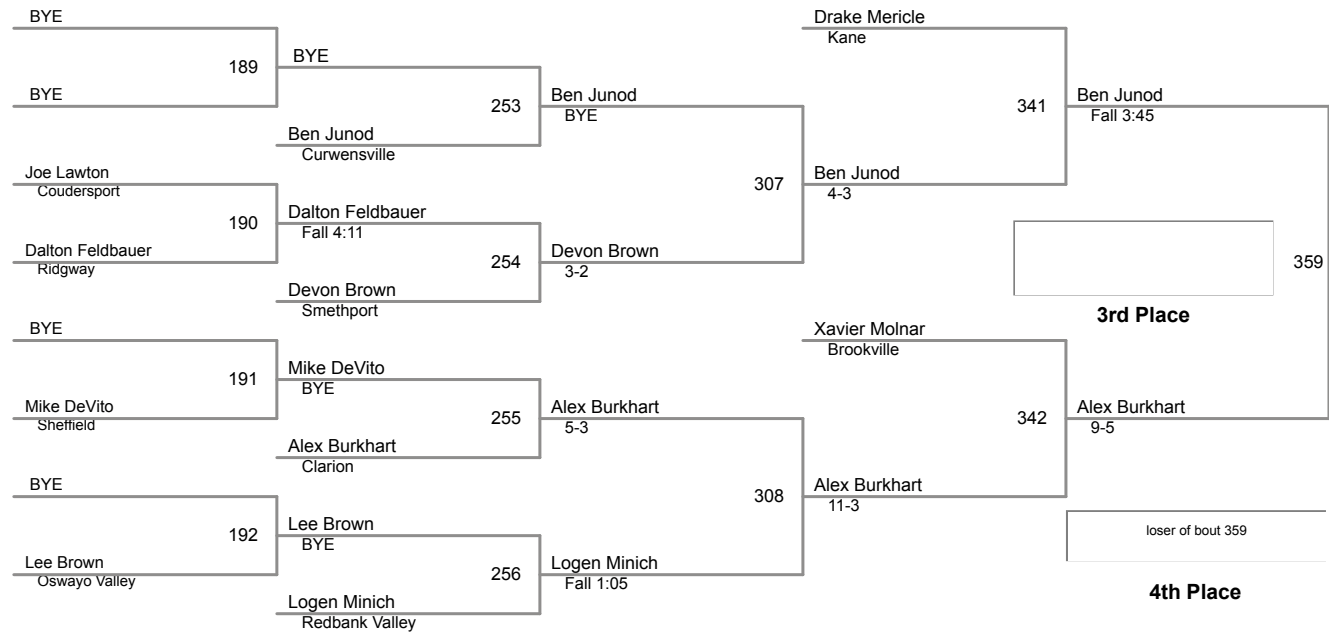 BYE
189
BYE
BYE
253
Ben Junod
Curwensville
Ben Junod
BYE
Joe Lawton
Coudersport
190
Dalton Feldbauer
Ridgway
Dalton Feldbauer
Fall 4:11
254
Devon Brown
Smethport
Devon Brown
3-2
307
Drake Mericle
Kane
341
Ben Junod
4-3
Ben Junod
Fall 3:45
359
3rd Place
BYE
191
Mike DeVito
Sheffield
Mike DeVito
BYE
255
Alex Burkhart
Clarion
Alex Burkhart
5-3
BYE
192
Lee Brown
Oswayo Valley
Lee Brown
BYE
256
Logen Minich
Redbank Valley
Logen Minich
Fall 1:05
308
Xavier Molnar
Brookville
342
Alex Burkhart
11-3
Alex Burkhart
9-5
loser of bout 359
4th Place